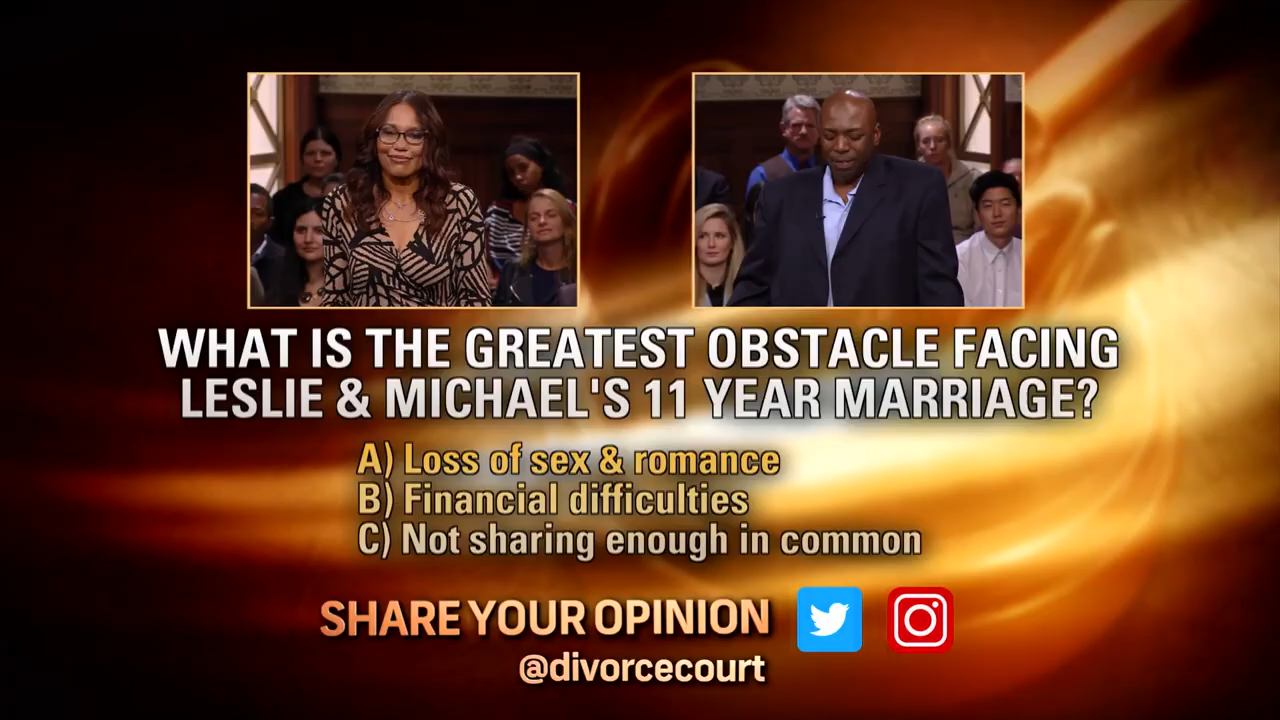 WHAT IS THE GREATEST OBSTACLE FACING
LESLIE & MICHAEL'S 11 YEAR MARRIAGE?
A) Loss of sex & romance
B) Financial difficulties
C) Not sharing enough in common
SHARE YOUR OPINION
@divorcecourt